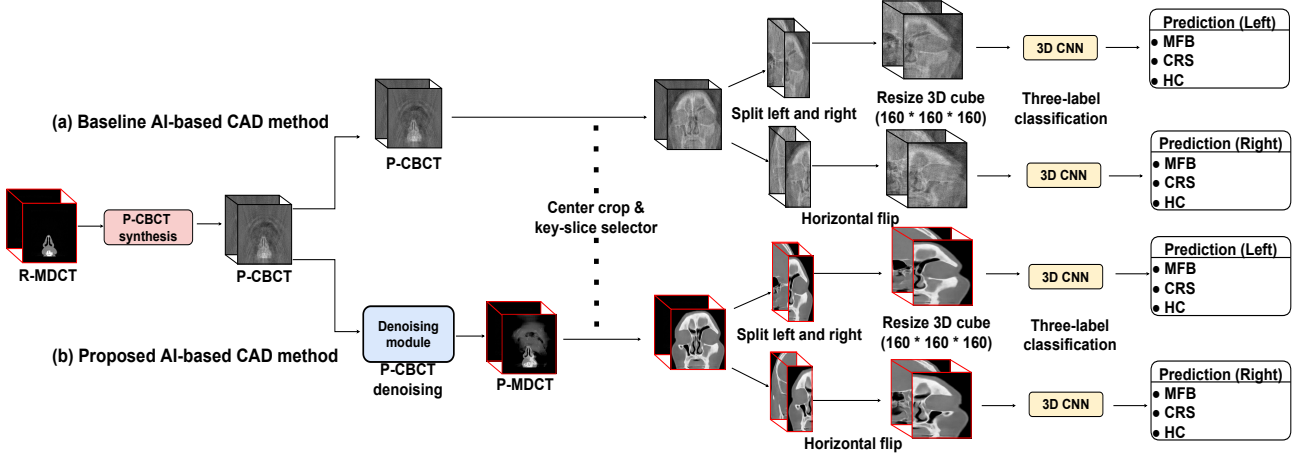 (a) Baseline AI-based CAD method
R-MDCT
P-CBCT
synthesis
P-CBCT
P-CBCT
Center crop &
key-slice selector
Split left and right
Resize 3D cube
(160 * 160 * 160)
3D CNN
Three-label
classification
Prediction (Left)
● MFB
● CRS
● HC
Horizontal flip
3D CNN
Prediction (Right)
● MFB
● CRS
● HC
(b) Proposed AI-based CAD method
Denoising
module
P-CBCT
denoising
P-MDCT
Split left and right
Resize 3D cube
(160 * 160 * 160)
3D CNN
Three-label
classification
Prediction (Left)
● MFB
● CRS
● HC
Horizontal flip
3D CNN
Prediction (Right)
● MFB
● CRS
● HC